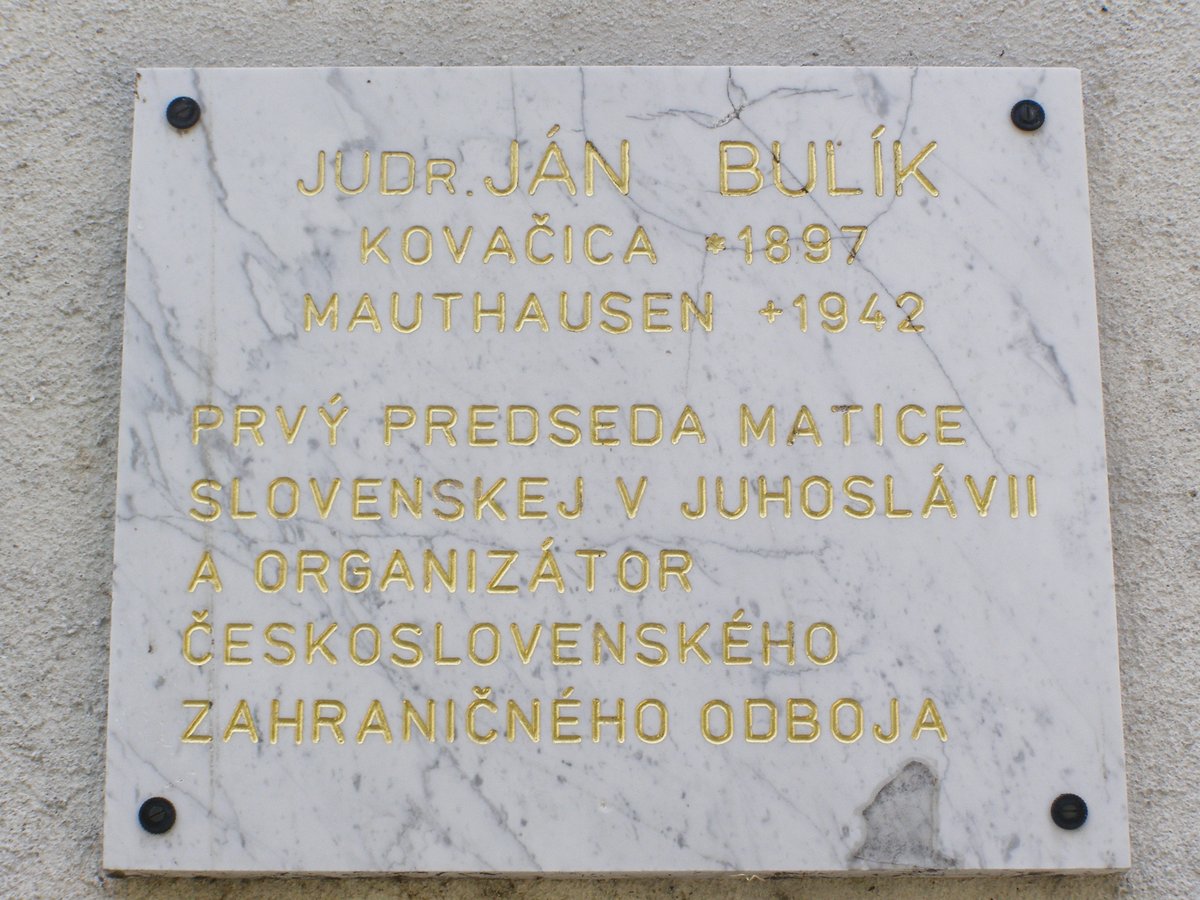 JUDR. JÁN BULÍK
KOVAČICA *1897
MAUTHAUSEN +1942
PRVÝ PREDSEDA MATICE
SLOVENSKEJ V JUHOSLÁVII
A ORGANIZÁTOR
ČESKOSLOVENSKÉHO
ZAHRANIČNÉHO ODBOJA